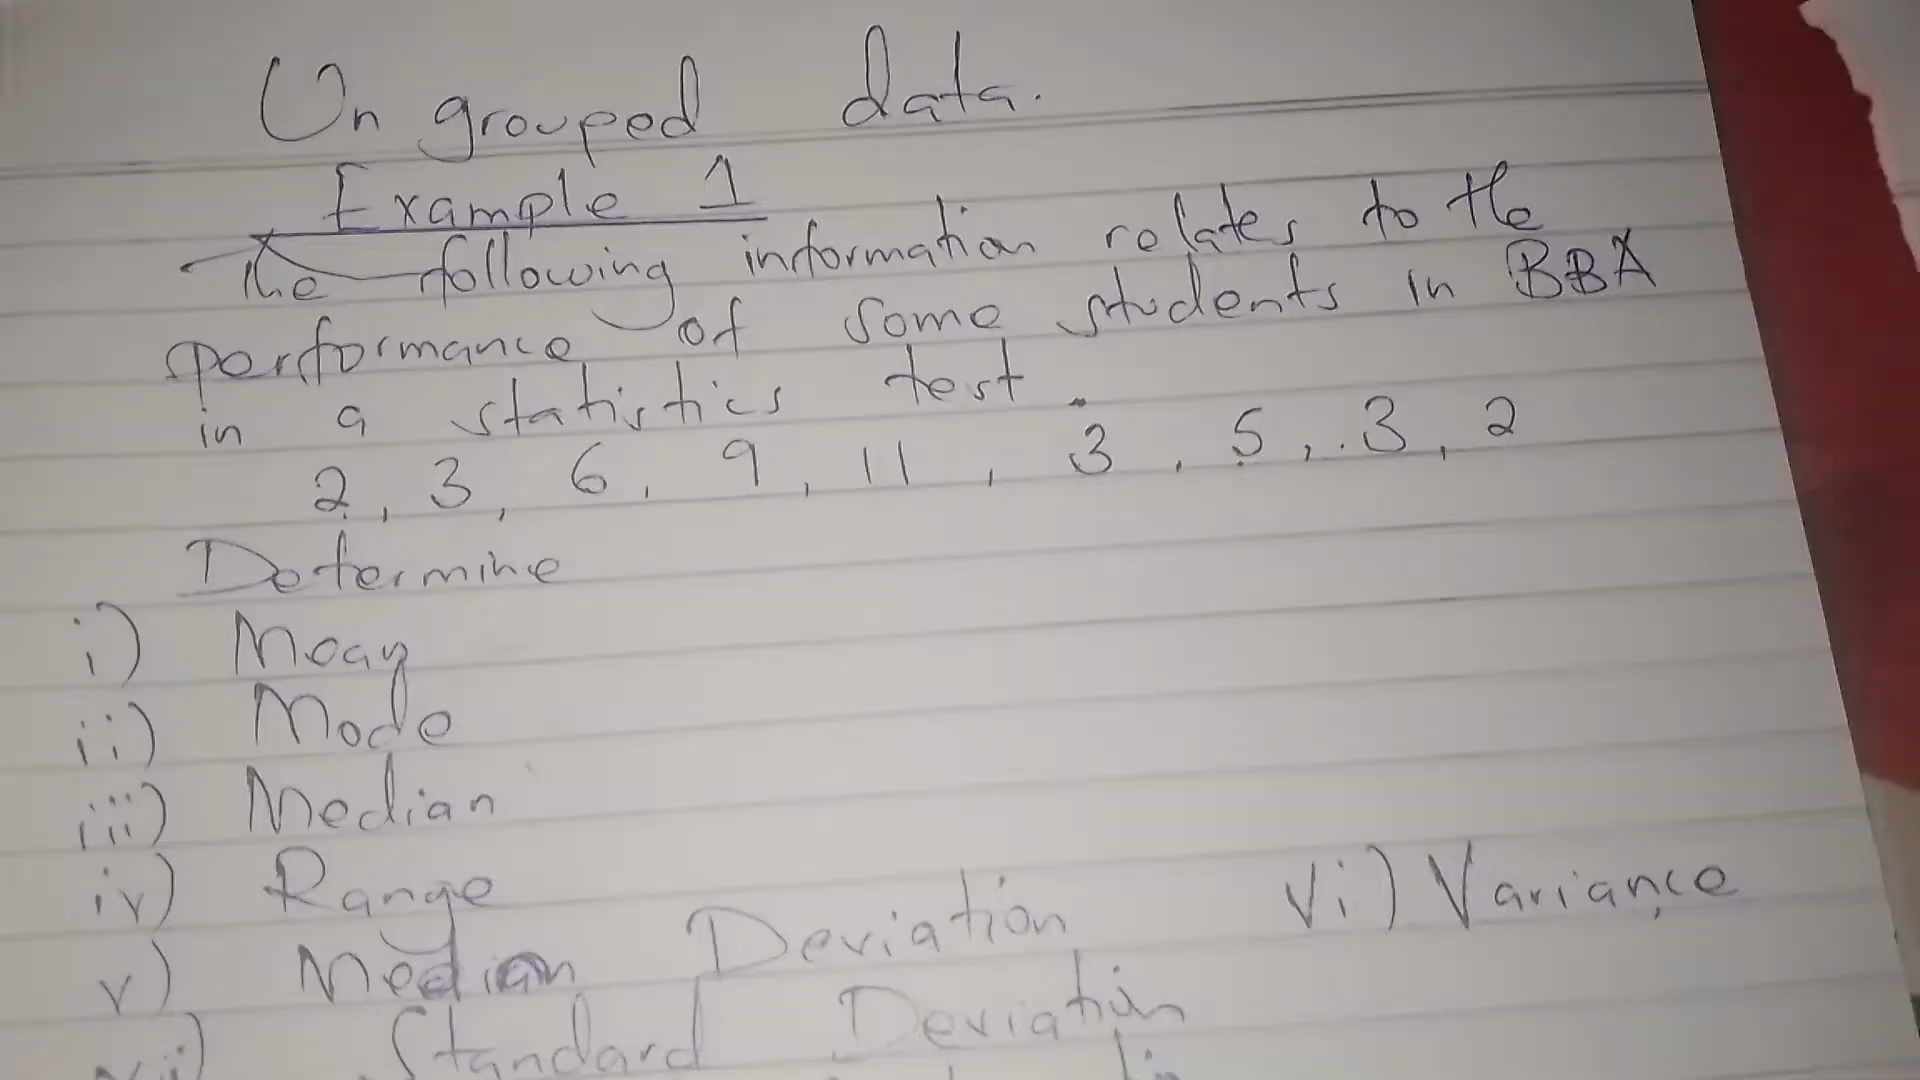 Un grouped data.
Example 1
The following information relates to the
performance of some students in BBA
in a statistics test.
2, 3, 6, 9, 11, 3, 5, 3, 2
Determine
i) Mean
ii) Mode
iii) Median
iv) Range
v) Median Deviation vi) Variance
vii) Standard Deviation